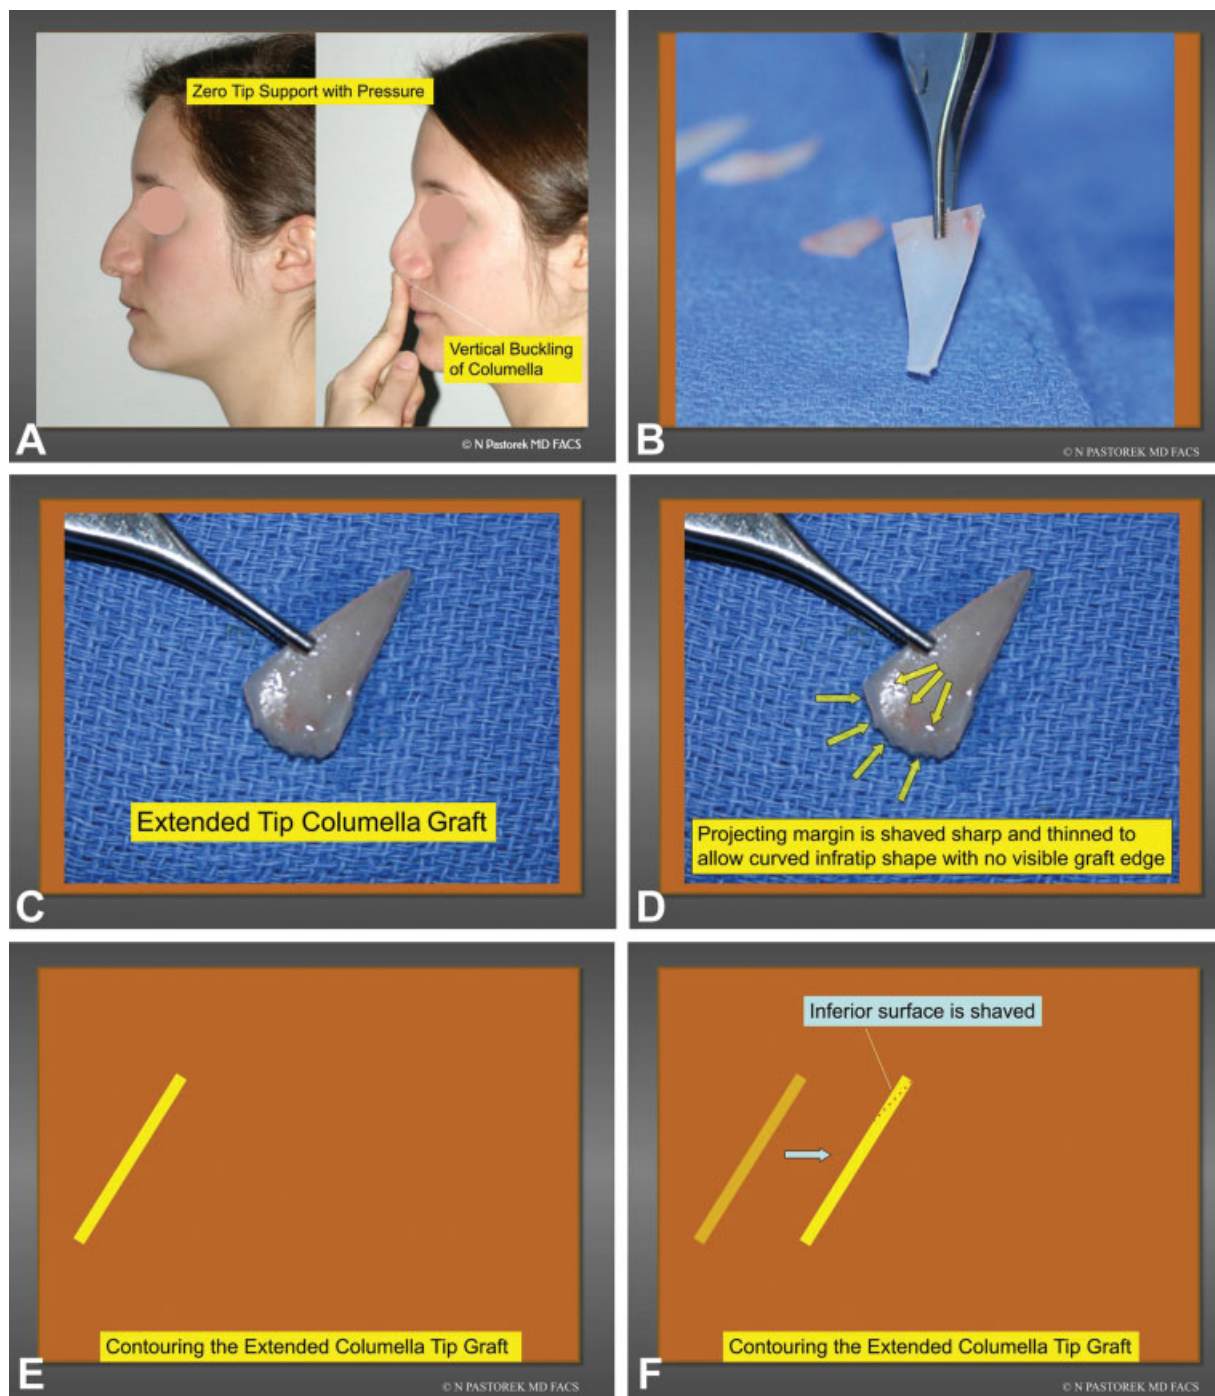 Zero Tip Support with Pressure
Vertical Buckling
of Columella
A
© N Pastorek MD FACS
B
© N PASTOREK MD FACS
Extended Tip Columella Graft
C
Projecting margin is shaved sharp and thinned to
allow curved infratip shape with no visible graft edge
D
Contouring the Extended Columella Tip Graft
E
© N PASTOREK MD FACS
Inferior surface is shaved
Contouring the Extended Columella Tip Graft
F
© N PASTOREK MD FACS